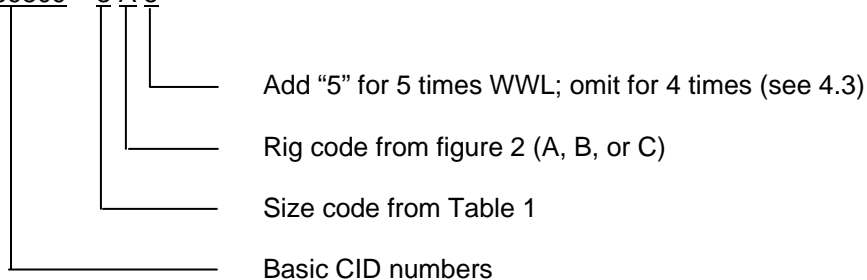 Add “5” for 5 times WWL; omit for 4 times (see 4.3)
Rig code from figure 2 (A, B, or C)
Size code from Table 1
Basic CID numbers